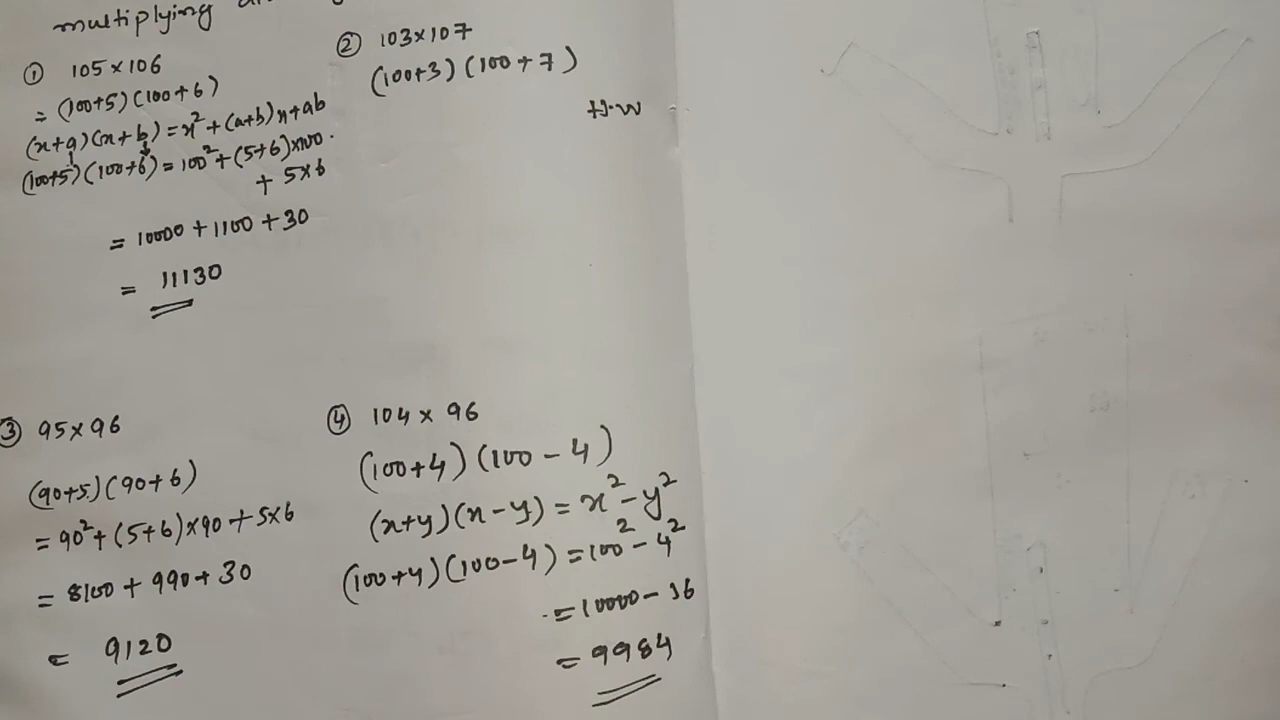 multiplying
① 105 × 106
= (100+5)(100+6)
(x+a)(x+b) = x² + (a+b)x + ab
(100+5)(100+6) = 100² + (5+6)×100
+ 5×6
= 10000 + 1100 + 30
= 11130
② 103×107
(100+3)(100+7)
H.W
③ 95×96
(90+5)(90+6)
= 90² + (5+6)×90 + 5×6
= 8100 + 990 + 30
= 9120
④ 104 × 96
(100+4)(100-4)
(x+y)(x-y) = x² - y²
(100+4)(100-4) = 100² - 4²
= 10000 - 16
= 9984